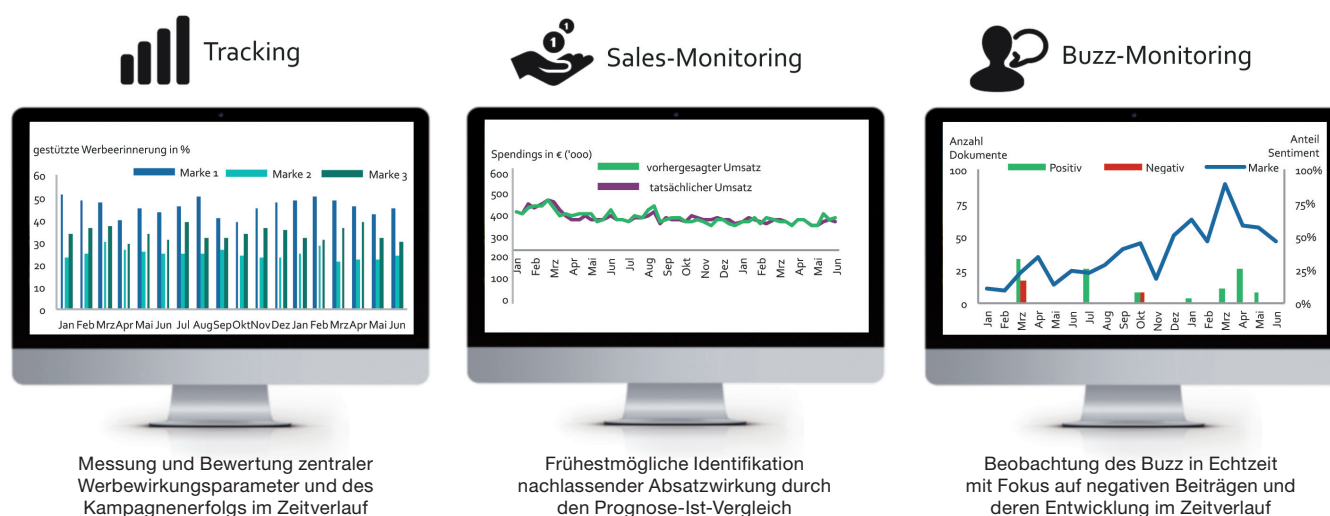 Tracking
gestützte Werbeerinnerung in %
Marke 1 Marke 2 Marke 3
60
50
40
30
20
10
0
Jan Feb Mrz Apr Mai Jun Jul Aug Sep Okt Nov Dez Jan Feb Mrz Apr Mai Jun
Messung und Bewertung zentraler
Werbewirkungsparameter und des
Kampagnenerfolgs im Zeitverlauf
1
1
Sales-Monitoring
Spendings in € ('000)
vorhergesagter Umsatz
tatsächlicher Umsatz
600
500
400
300
200
100
0
Jan Feb Mrz Apr Mai Jun Jul Aug Sep Okt Nov Dez Jan Feb Mrz Apr Mai Jun
Frühestmögliche Identifikation
nachlassender Absatzwirkung durch
den Prognose-Ist-Vergleich
Buzz-Monitoring
Anzahl
Dokumente
Anteil
Sentiment
Positiv Negativ Marke
100
75
50
25
0
100%
75%
50%
25%
0%
Jan Feb Mrz Apr Mai Jun Jul Aug Sep Okt Nov Dez Jan Feb Mrz Apr Mai Jun
Beobachtung des Buzz in Echtzeit
mit Fokus auf negativen Beiträgen und
deren Entwicklung im Zeitverlauf